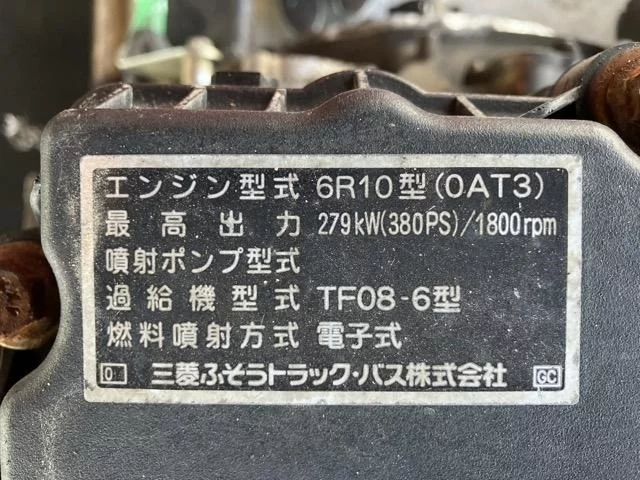 エンジン型式 6R10型(0AT3)
最高出力 279kW(380PS)/1800rpm
噴射ポンプ型式
過給機型式 TF08-6型
燃料噴射方式 電子式
0 三菱ふそうトラック・バス株式会社 GC